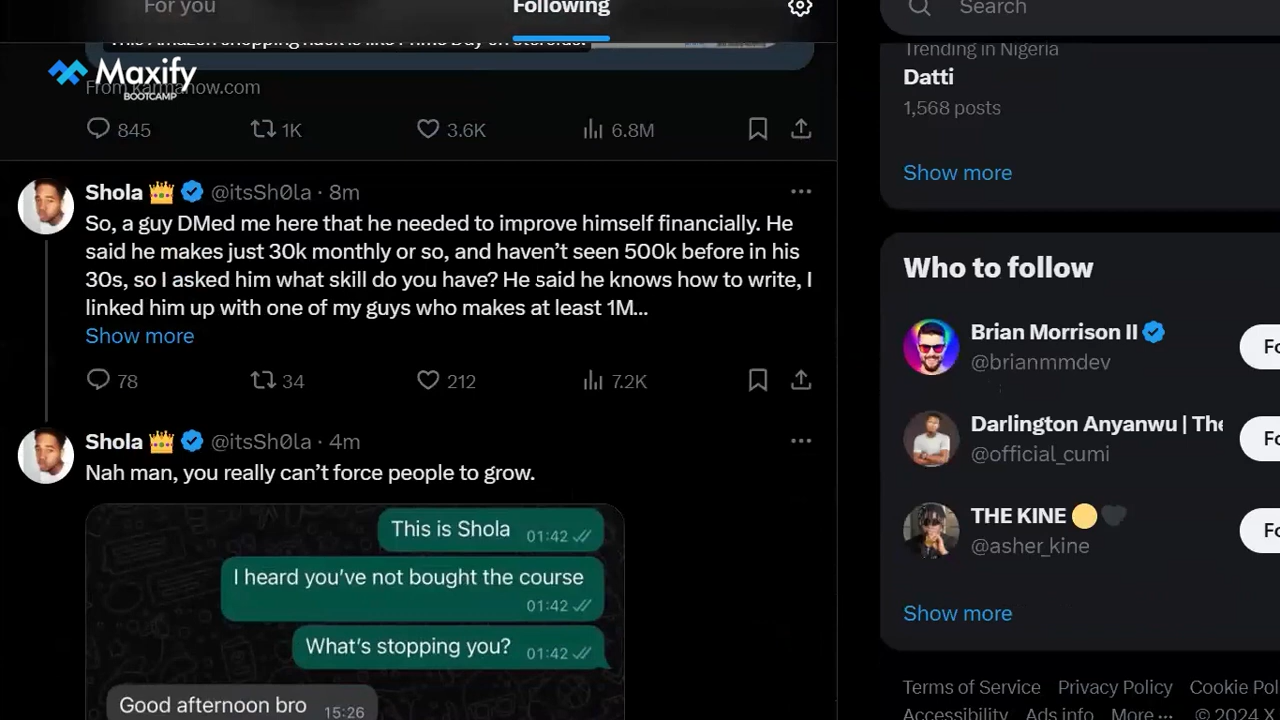 For you
Following
Search
This Amazon shopping hack is like Prime Day on steroids!
Maxify
BOOTCAMP
From karmanow.com
845
1K
3.6K
6.8M
Shola 👑 @itsSh0la · 8m
So, a guy DMed me here that he needed to improve himself financially. He
said he makes just 30k monthly or so, and haven’t seen 500k before in his
30s, so I asked him what skill do you have? He said he knows how to write, I
linked him up with one of my guys who makes at least 1M...
Show more
78
34
212
7.2K
Shola 👑 @itsSh0la · 4m
Nah man, you really can’t force people to grow.
This is Shola 01:42
I heard you’ve not bought the course
01:42
What’s stopping you? 01:42
Good afternoon bro 15:26
Trending in Nigeria
Datti
1,568 posts
Show more
Who to follow
Brian Morrison II
@brianmmdev
Fo
Darlington Anyanwu | The
@official_cumi
Fo
THE KINE
@asher_kine
Fo
Show more
Terms of Service Privacy Policy Cookie Pol
Accessibility Ads info More ... © 2024 X